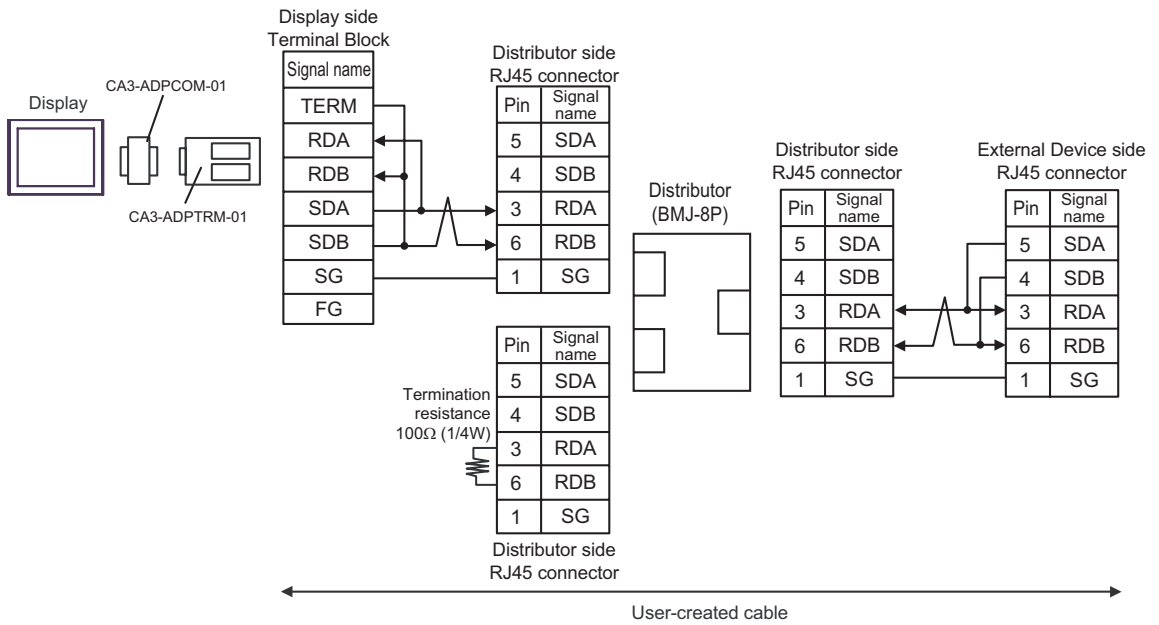 Display
CA3-ADPCOM-01
CA3-ADPTRM-01
Display side
Terminal Block
Signal name
TERM
RDA
RDB
SDA
SDB
SG
FG
Distributor side
RJ45 connector
Pin Signal name
5 SDA
4 SDB
3 RDA
6 RDB
1 SG
Termination
resistance
100Ω (1/4W)
Pin Signal name
5 SDA
4 SDB
3 RDA
6 RDB
1 SG
Distributor side
RJ45 connector
Distributor
(BMJ-8P)
Distributor side
RJ45 connector
Pin Signal name
5 SDA
4 SDB
3 RDA
6 RDB
1 SG
External Device side
RJ45 connector
Pin Signal name
5 SDA
4 SDB
3 RDA
6 RDB
1 SG
User-created cable